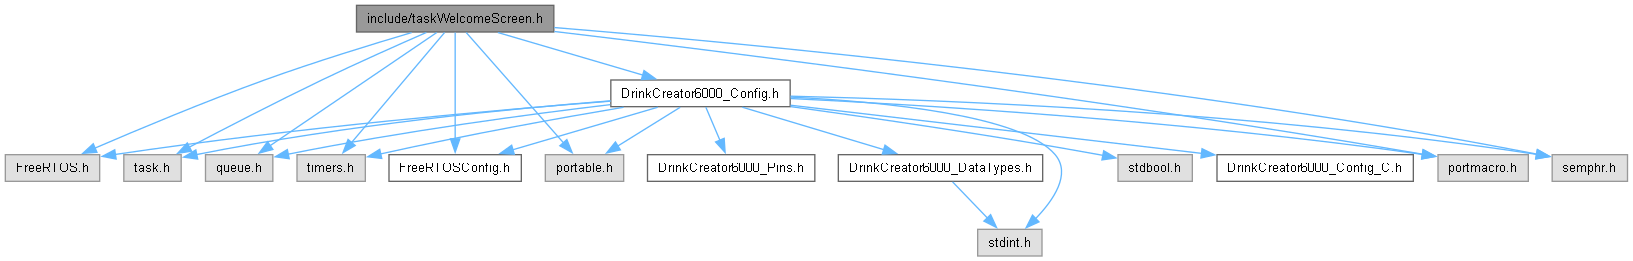 include/taskWelcomeScreen.h
DrinkCreator6000_Config.h
FreeRTOS.h
task.h
queue.h
timers.h
FreeRTOSConfig.h
portable.h
DrinkCreator6000_Pins.h
DrinkCreator6000_DataTypes.h
stdbool.h
DrinkCreator6000_Config_C.h
portmacro.h
semphr.h
stdint.h